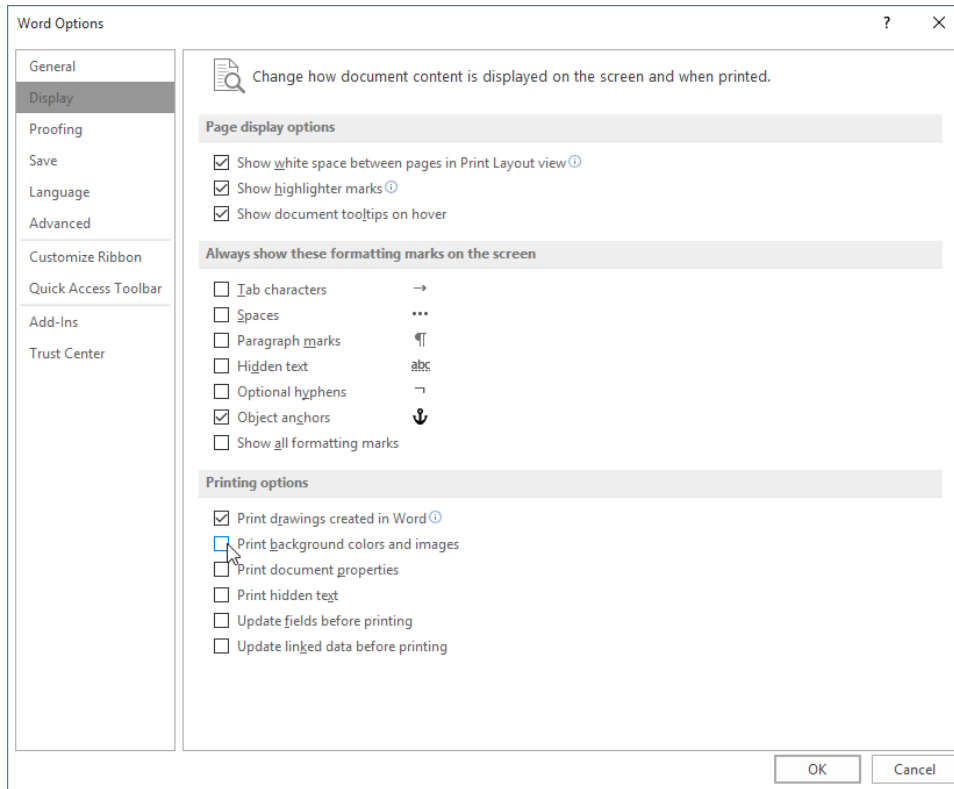 Word Options
?
General
Display
Proofing
Save
Language
Advanced
Customize Ribbon
Quick Access Toolbar
Add-Ins
Trust Center
Change how document content is displayed on the screen and when printed.
Page display options
Show white space between pages in Print Layout view
Show highlighter marks
Show document tooltips on hover
Always show these formatting marks on the screen
Tab characters →
Spaces •••
Paragraph marks ¶
Hidden text abc
Optional hyphens ¬
Object anchors
Show all formatting marks
Printing options
Print drawings created in Word
Print background colors and images
Print document properties
Print hidden text
Update fields before printing
Update linked data before printing
OK Cancel